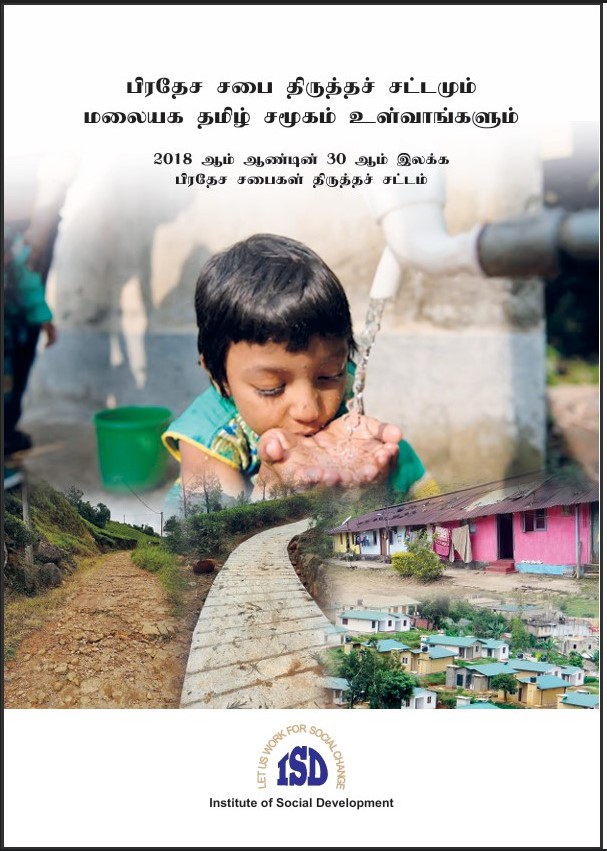 பிரதேச சபை திருத்தச் சட்டமும்
மலையக தமிழ் சமூகம் உள்வாங்களும்
2018 ஆம் ஆண்டின் 30 ஆம் இலக்க
பிரதேச சபைகள் திருத்தச் சட்டம்
LET US WORK FOR SOCIAL CHANGE
ISD
Institute of Social Development